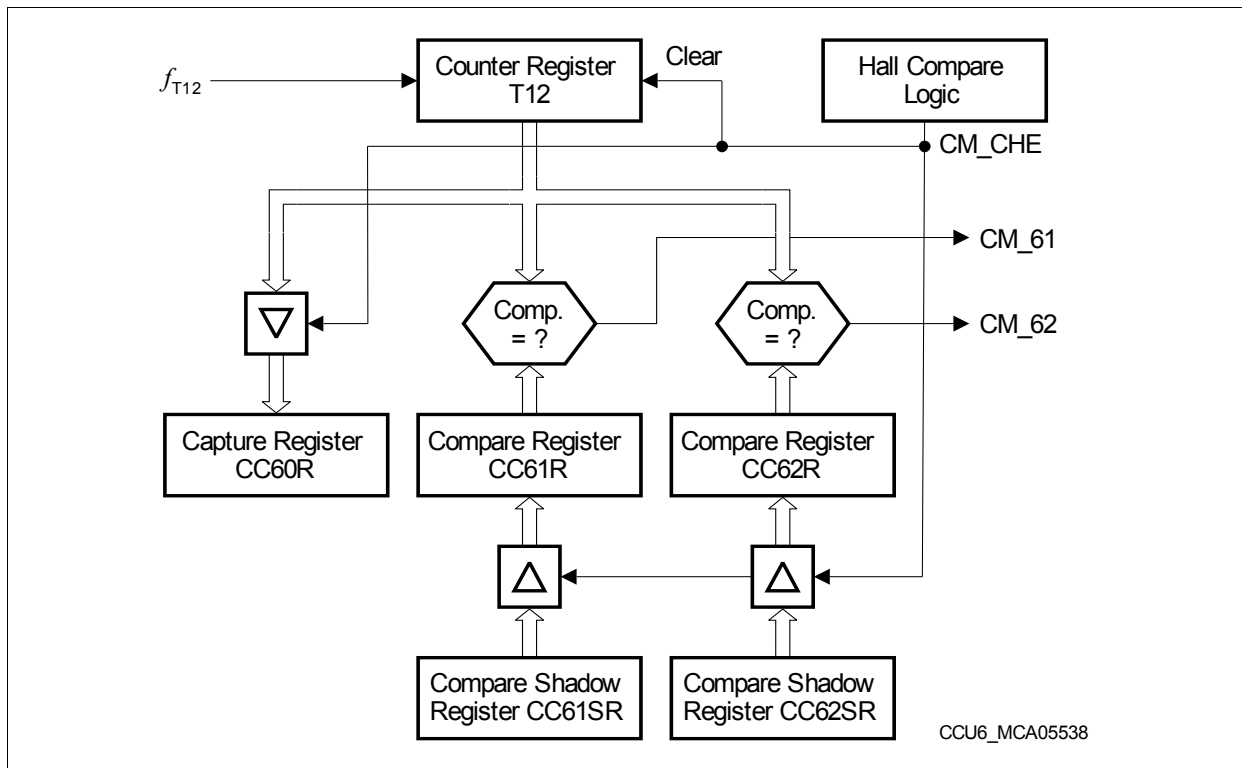 fT12
Counter Register
T12
Clear
Hall Compare
Logic
CM_CHE
CM_61
Comp.
= ?
Comp.
= ?
CM_62
Capture Register
CC60R
Compare Register
CC61R
Compare Register
CC62R
Compare Shadow
Register CC61SR
Compare Shadow
Register CC62SR
CCU6_MCA05538